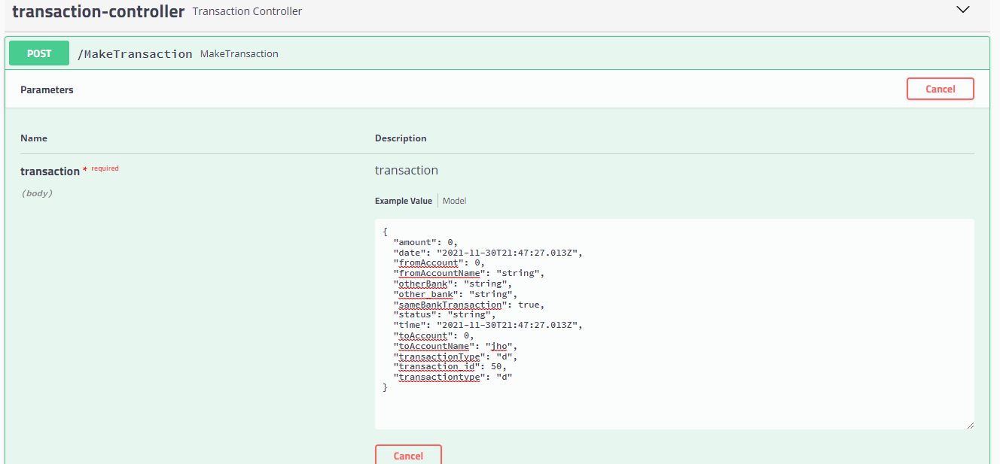 transaction-controller Transaction Controller
POST /MakeTransaction MakeTransaction
Parameters Cancel
Name Description
transaction * required transaction
(body)
Example Value Model
{
"amount": 0,
"date": "2021-11-30T21:47:27.013Z",
"fromAccount": 0,
"fromAccountName": "string",
"otherBank": "string",
"other_bank": "string",
"sameBankTransaction": true,
"status": "string",
"time": "2021-11-30T21:47:27.013Z",
"toAccount": 0,
"toAccountName": "jho",
"transactionType": "d",
"transaction_id": 50,
"transactiontype": "d"
}
Cancel